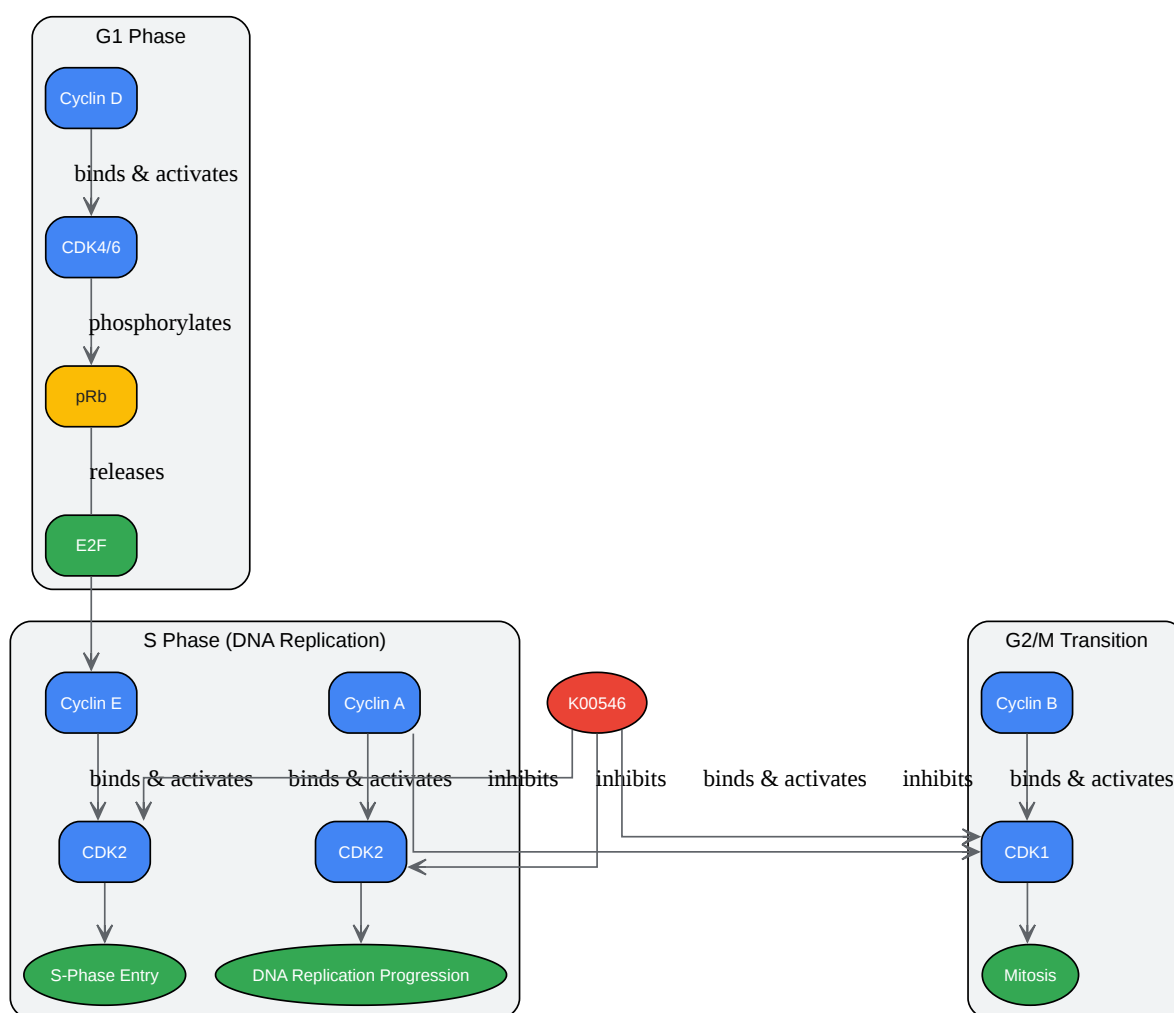 G1 Phase
Cyclin D
binds & activates
CDK4/6
phosphorylates
pRb
releases
E2F
S Phase (DNA Replication)
G2/M Transition
Cyclin E
Cyclin A
K00546
Cyclin B
binds & activates
binds & activates
inhibits
inhibits
binds & activates
inhibits
binds & activates
CDK2
CDK2
CDK1
S-Phase Entry
DNA Replication Progression
Mitosis